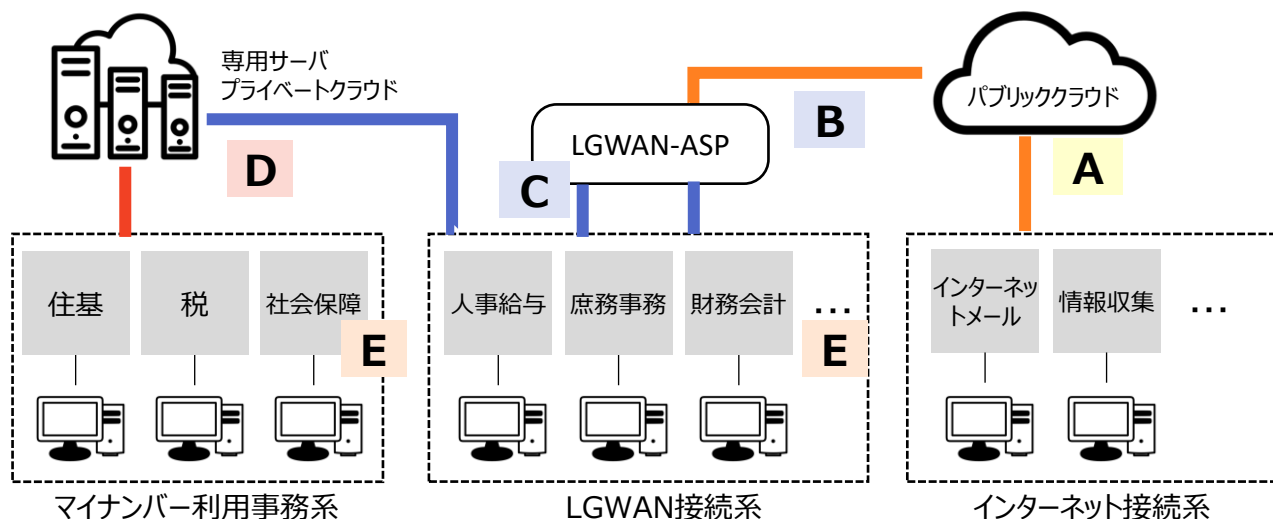 専用サーバ
プライベートクラウド
パブリッククラウド
LGWAN-ASP
B
D
C
A
住基
税
社会保障
E
人事給与
庶務事務
財務会計
...
E
インターネッ
トメール
情報収集
...
マイナンバー利用事務系
LGWAN接続系
インターネット接続系